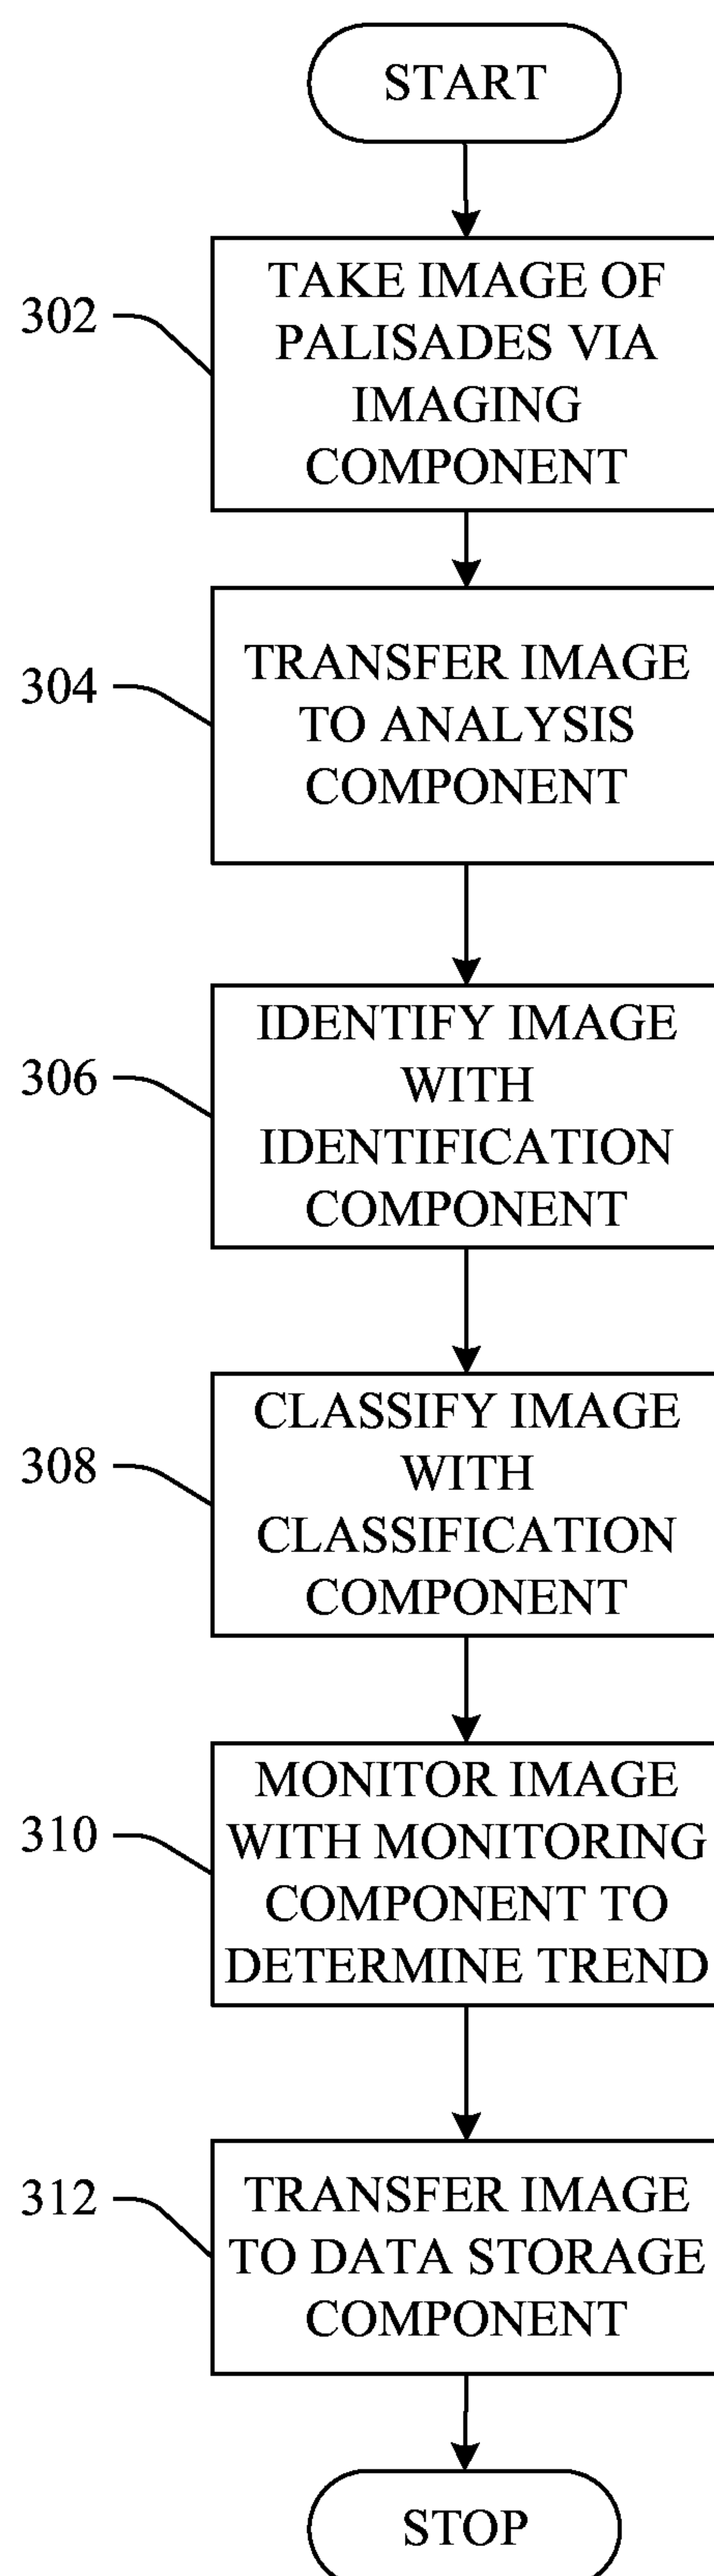 START
302
TAKE IMAGE OF
PALISADES VIA
IMAGING
COMPONENT
304
TRANSFER IMAGE
TO ANALYSIS
COMPONENT
306
IDENTIFY IMAGE
WITH
IDENTIFICATION
COMPONENT
308
CLASSIFY IMAGE
WITH
CLASSIFICATION
COMPONENT
310
MONITOR IMAGE
WITH MONITORING
COMPONENT TO
DETERMINE TREND
312
TRANSFER IMAGE
TO DATA STORAGE
COMPONENT
STOP